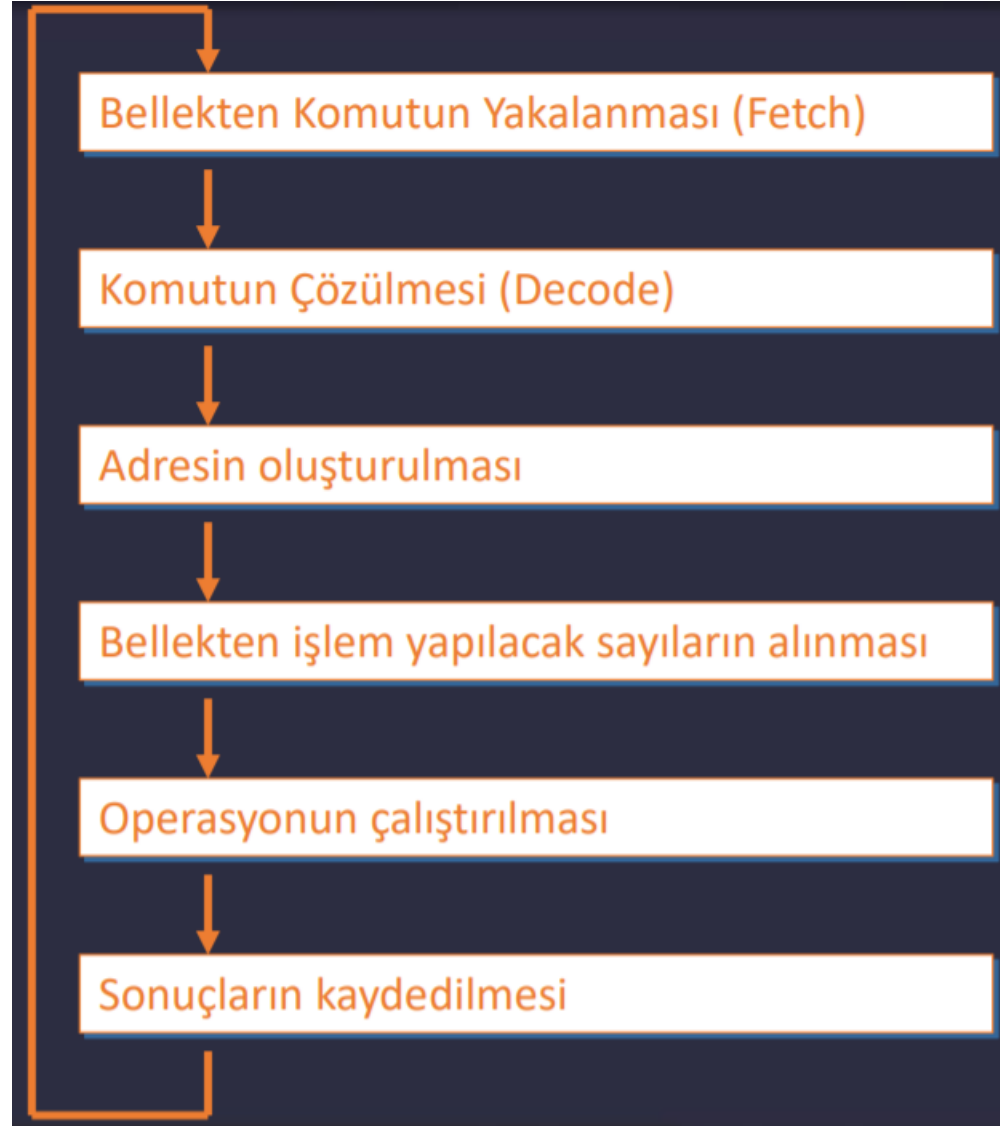 Bellekten Komutun Yakalanması (Fetch)
Komutun Çözülmesi (Decode)
Adresin oluşturulması
Bellekten işlem yapılacak sayıların alınması
Operasyonun çalıştırılması
Sonuçların kaydedilmesi